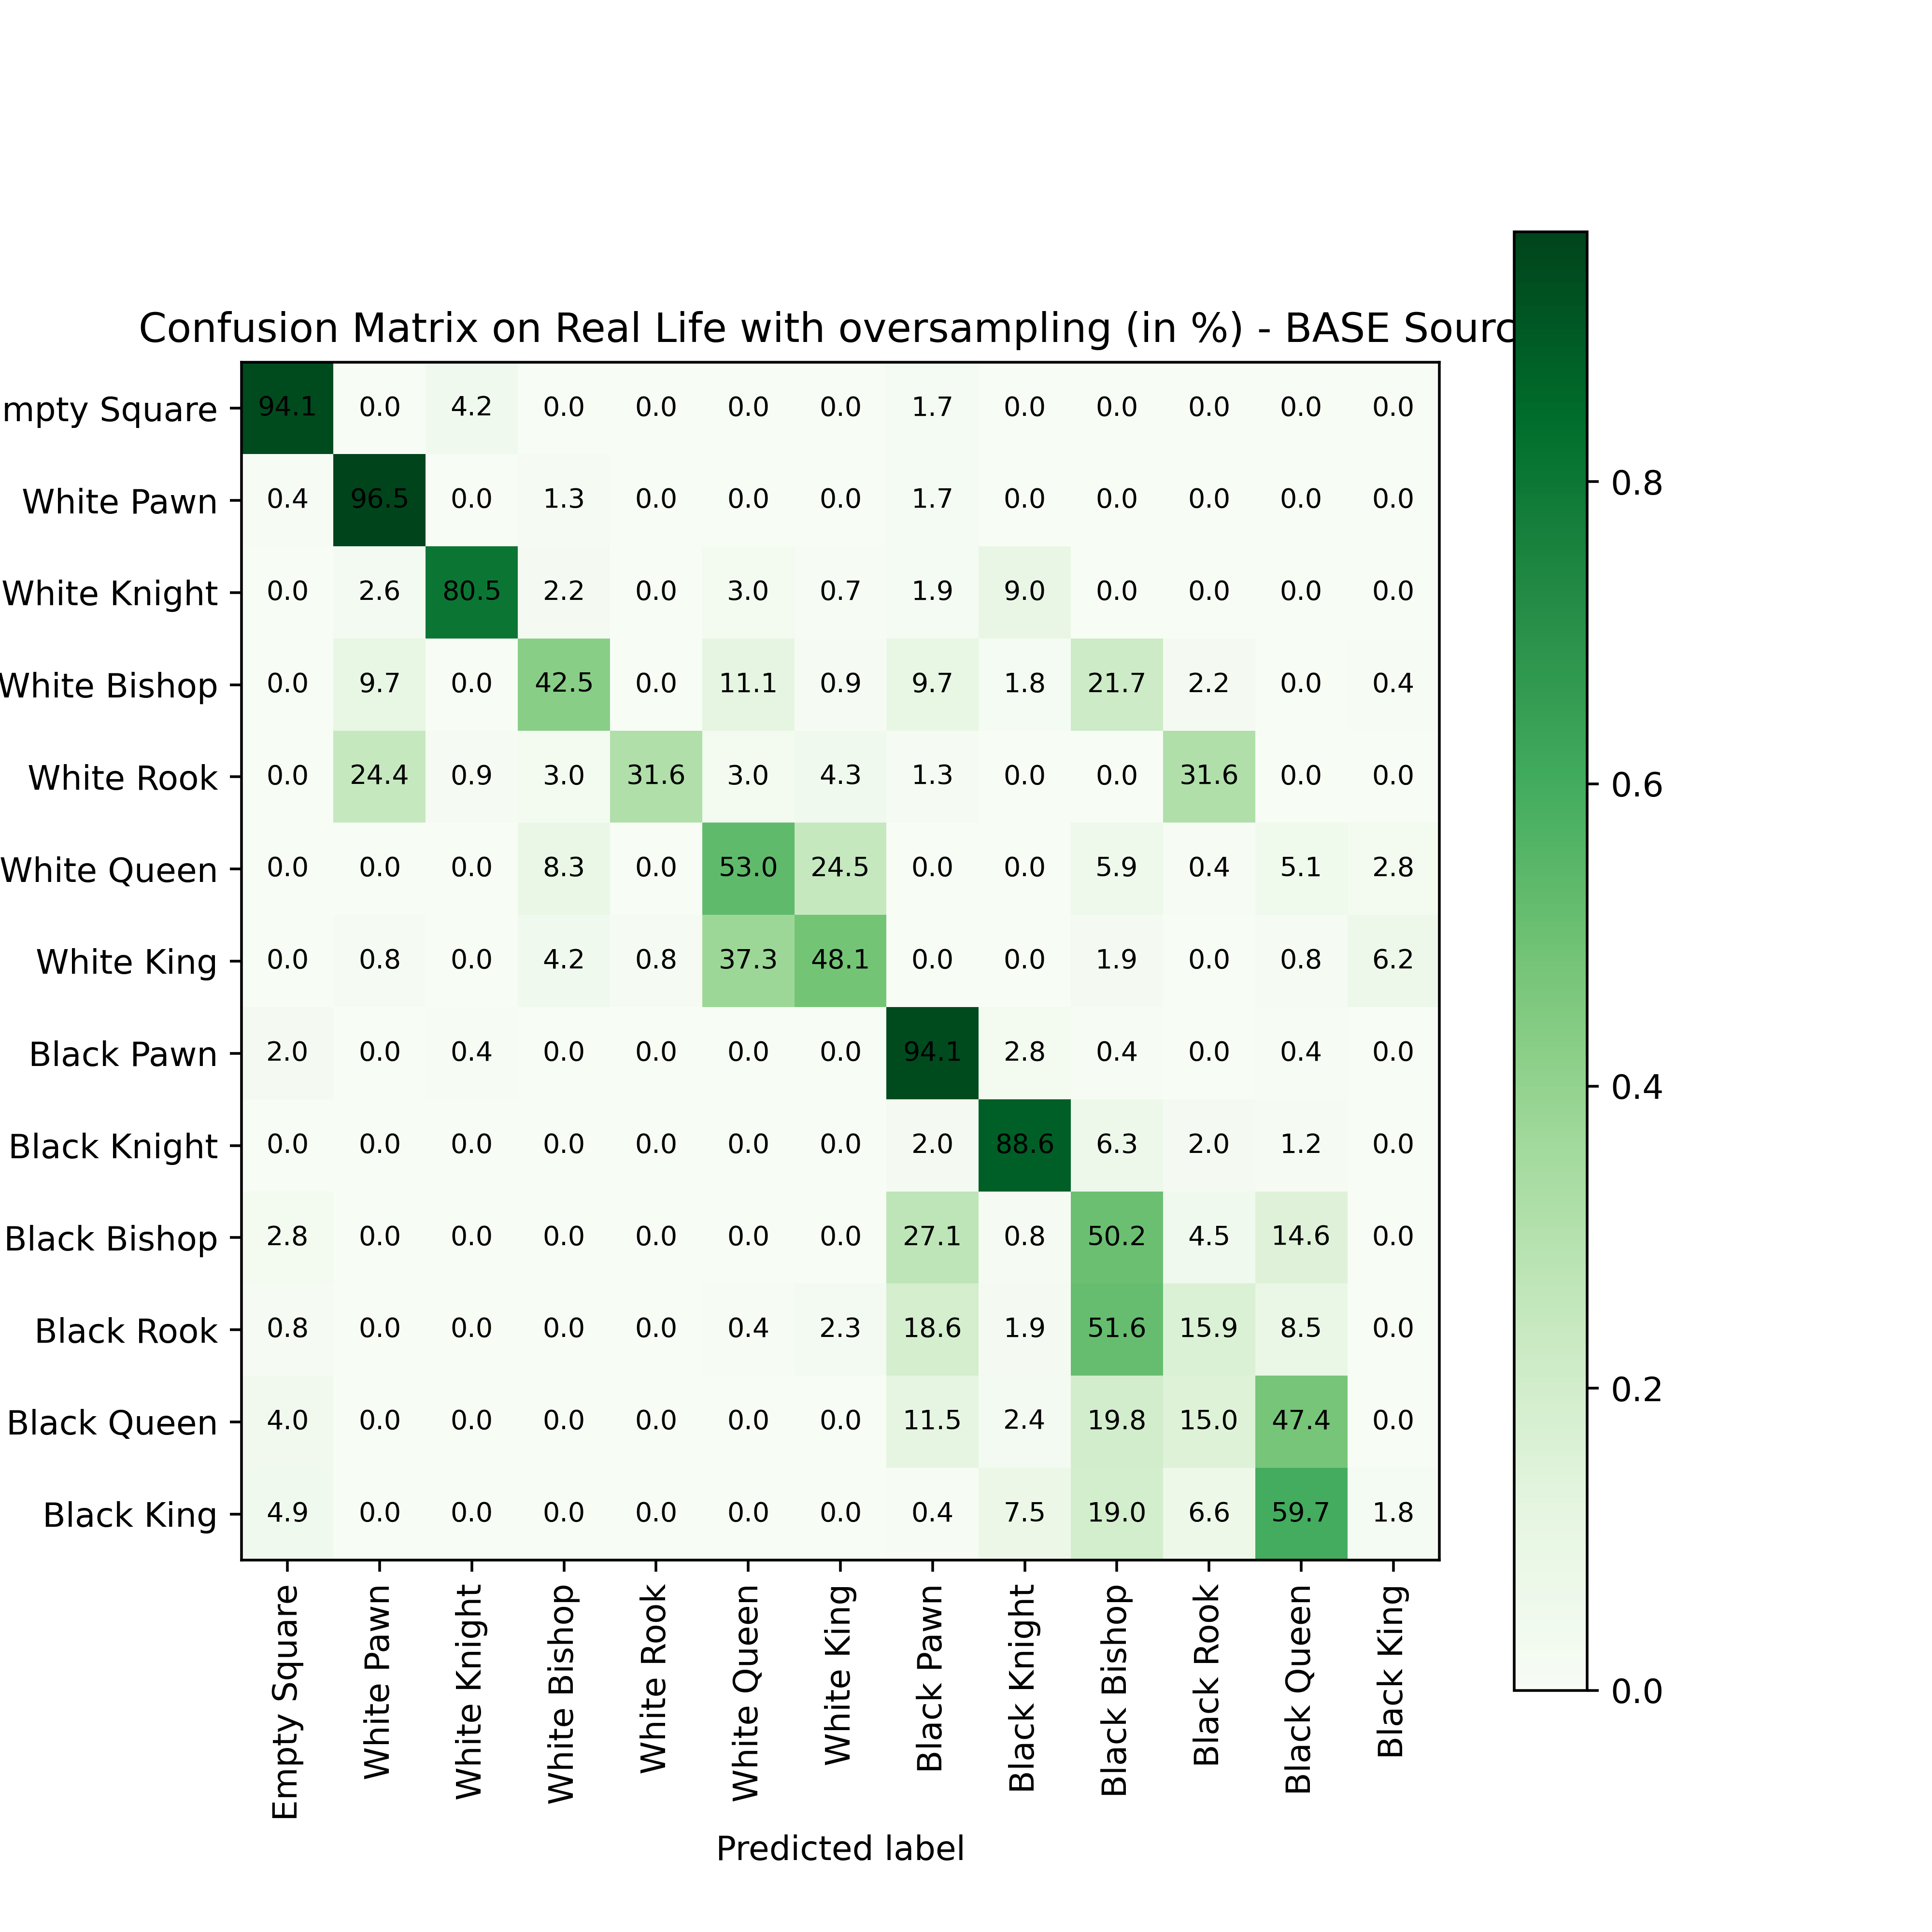 Confusion Matrix on Real Life with oversampling (in %) - BASE Sourc
mpty Square 94.1 0.0 4.2 0.0 0.0 0.0 0.0 1.7 0.0 0.0 0.0 0.0 0.0
White Pawn 0.4 96.5 0.0 1.3 0.0 0.0 0.0 1.7 0.0 0.0 0.0 0.0 0.0
White Knight 0.0 2.6 80.5 2.2 0.0 3.0 0.7 1.9 9.0 0.0 0.0 0.0 0.0
White Bishop 0.0 9.7 0.0 42.5 0.0 11.1 0.9 9.7 1.8 21.7 2.2 0.0 0.4
White Rook 0.0 24.4 0.9 3.0 31.6 3.0 4.3 1.3 0.0 0.0 31.6 0.0 0.0
White Queen 0.0 0.0 0.0 8.3 0.0 53.0 24.5 0.0 0.0 5.9 0.4 5.1 2.8
White King 0.0 0.8 0.0 4.2 0.8 37.3 48.1 0.0 0.0 1.9 0.0 0.8 6.2
Black Pawn 2.0 0.0 0.4 0.0 0.0 0.0 0.0 94.1 2.8 0.4 0.0 0.4 0.0
Black Knight 0.0 0.0 0.0 0.0 0.0 0.0 0.0 2.0 88.6 6.3 2.0 1.2 0.0
Black Bishop 2.8 0.0 0.0 0.0 0.0 0.0 0.0 27.1 0.8 50.2 4.5 14.6 0.0
Black Rook 0.8 0.0 0.0 0.0 0.0 0.4 2.3 18.6 1.9 51.6 15.9 8.5 0.0
Black Queen 4.0 0.0 0.0 0.0 0.0 0.0 0.0 11.5 2.4 19.8 15.0 47.4 0.0
Black King 4.9 0.0 0.0 0.0 0.0 0.0 0.0 0.4 7.5 19.0 6.6 59.7 1.8
Empty Square
White Pawn
White Knight
White Bishop
White Rook
White Queen
White King
Black Pawn
Black Knight
Black Bishop
Black Rook
Black Queen
Black King
Predicted label
0.8
0.6
0.4
0.2
0.0